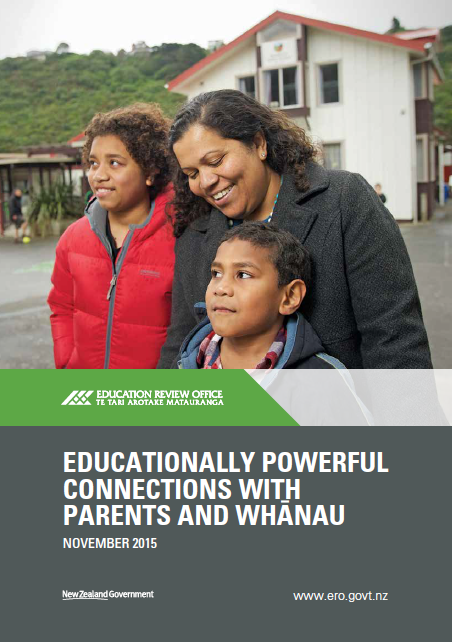 EDUCATION REVIEW OFFICE
TE TARI AROTAKE MATAURANGA
EDUCATIONALLY POWERFUL
CONNECTIONS WITH
PARENTS AND WHĀNAU
NOVEMBER 2015
New Zealand Government
www.ero.govt.nz